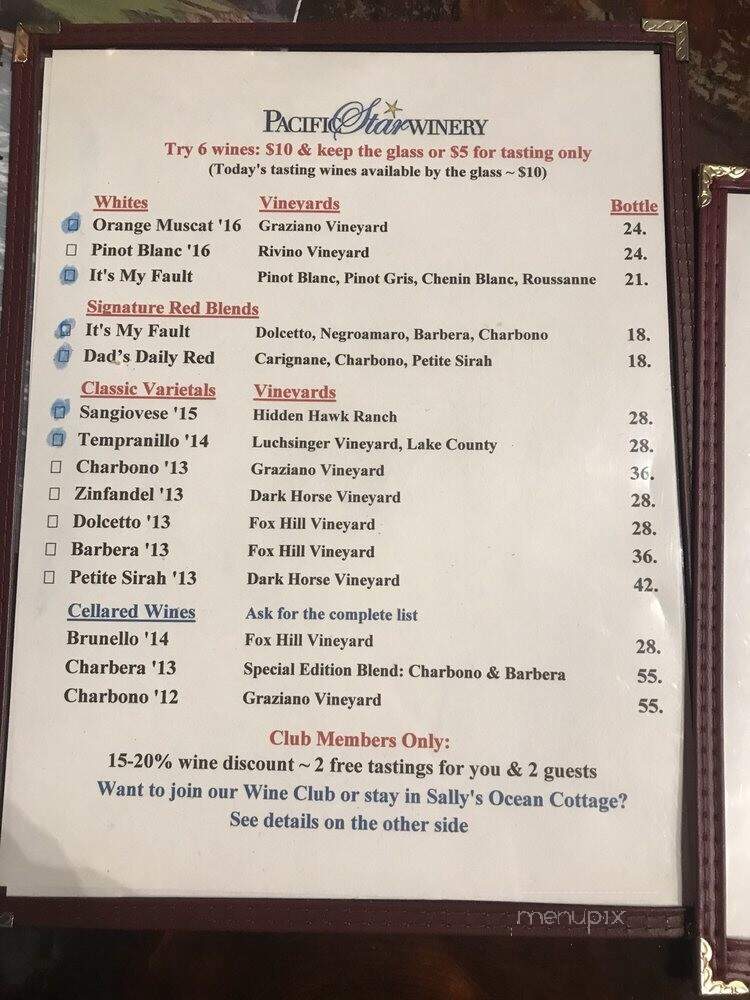 PACIFIC Star WINERY
Try 6 wines: $10 & keep the glass or $5 for tasting only
(Today's tasting wines available by the glass ~ $10)
Whites Vineyards Bottle
Orange Muscat '16 Graziano Vineyard 24.
Pinot Blanc '16 Rivino Vineyard 24.
It's My Fault Pinot Blanc, Pinot Gris, Chenin Blanc, Roussanne 21.
Signature Red Blends
It's My Fault Dolcetto, Negroamaro, Barbera, Charbono 18.
Dad's Daily Red Carignane, Charbono, Petite Sirah 18.
Classic Varietals Vineyards
Sangiovese '15 Hidden Hawk Ranch 28.
Tempranillo '14 Luchsinger Vineyard, Lake County 28.
Charbono '13 Graziano Vineyard 36.
Zinfandel '13 Dark Horse Vineyard 28.
Dolcetto '13 Fox Hill Vineyard 28.
Barbera '13 Fox Hill Vineyard 36.
Petite Sirah '13 Dark Horse Vineyard 42.
Cellared Wines Ask for the complete list
Brunello '14 Fox Hill Vineyard 28.
Charbera '13 Special Edition Blend: Charbono & Barbera 55.
Charbono '12 Graziano Vineyard 55.
Club Members Only:
15-20% wine discount ~ 2 free tastings for you & 2 guests
Want to join our Wine Club or stay in Sally's Ocean Cottage?
See details on the other side
menupix